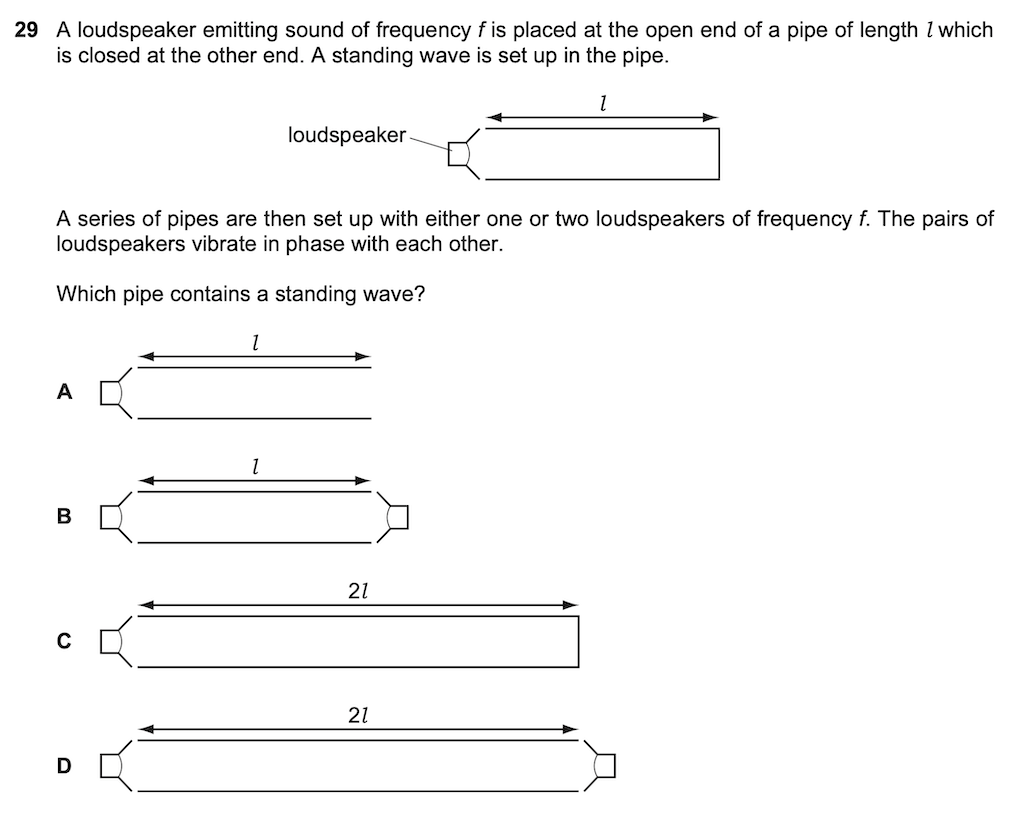 29 A loudspeaker emitting sound of frequency f is placed at the open end of a pipe of length l which
is closed at the other end. A standing wave is set up in the pipe.
l
loudspeaker
A series of pipes are then set up with either one or two loudspeakers of frequency f. The pairs of
loudspeakers vibrate in phase with each other.
Which pipe contains a standing wave?
l
A
l
B
2l
C
2l
D